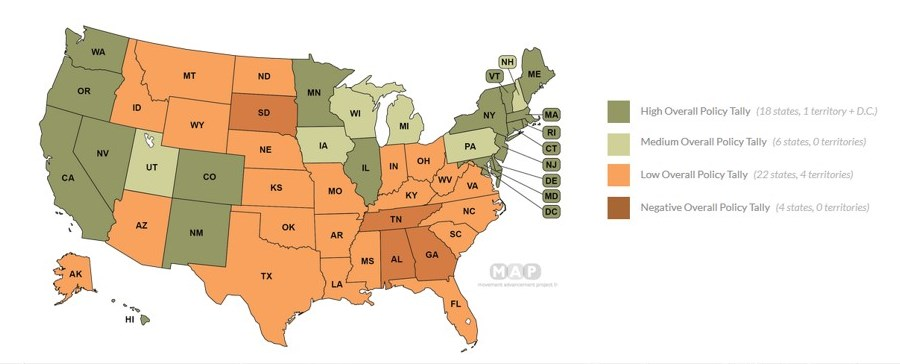 WA
MT
ND
MN
VT
NH
ME
OR
ID
WY
SD
WI
MI
NY
MA
RI
CT
NJ
DE
MD
DC
NV
UT
CO
NE
IA
IL
IN
OH
PA
CA
AZ
NM
KS
MO
KY
WV
VA
OK
AR
TN
NC
SC
TX
LA
MS
AL
GA
FL
AK
HI
MAP
movement advancement project
High Overall Policy Tally (18 states, 1 territory + D.C.)
Medium Overall Policy Tally (6 states, 0 territories)
Low Overall Policy Tally (22 states, 4 territories)
Negative Overall Policy Tally (4 states, 0 territories)